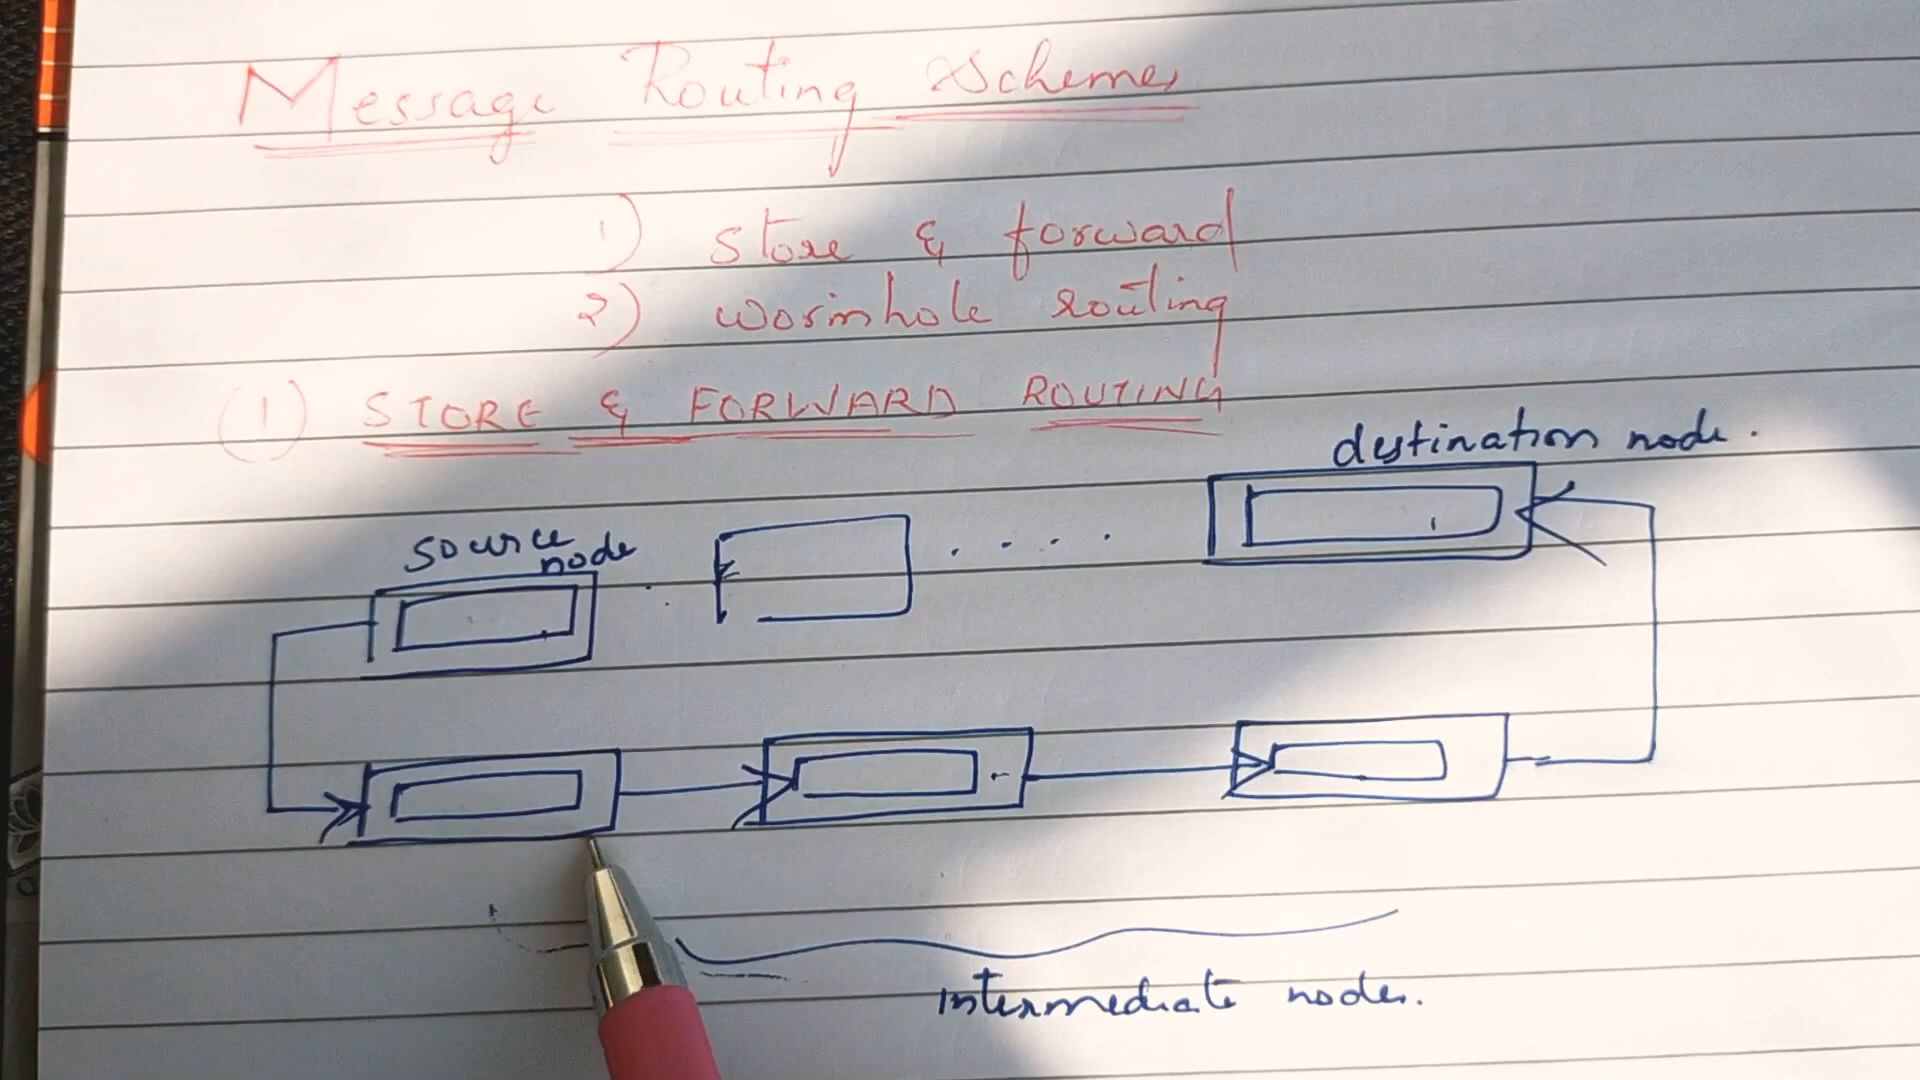 Message Routing Schemes
1) store & forward
2) wormhole routing
1) STORE & FORWARD ROUTING
destination node.
source
node
Intermediate nodes.